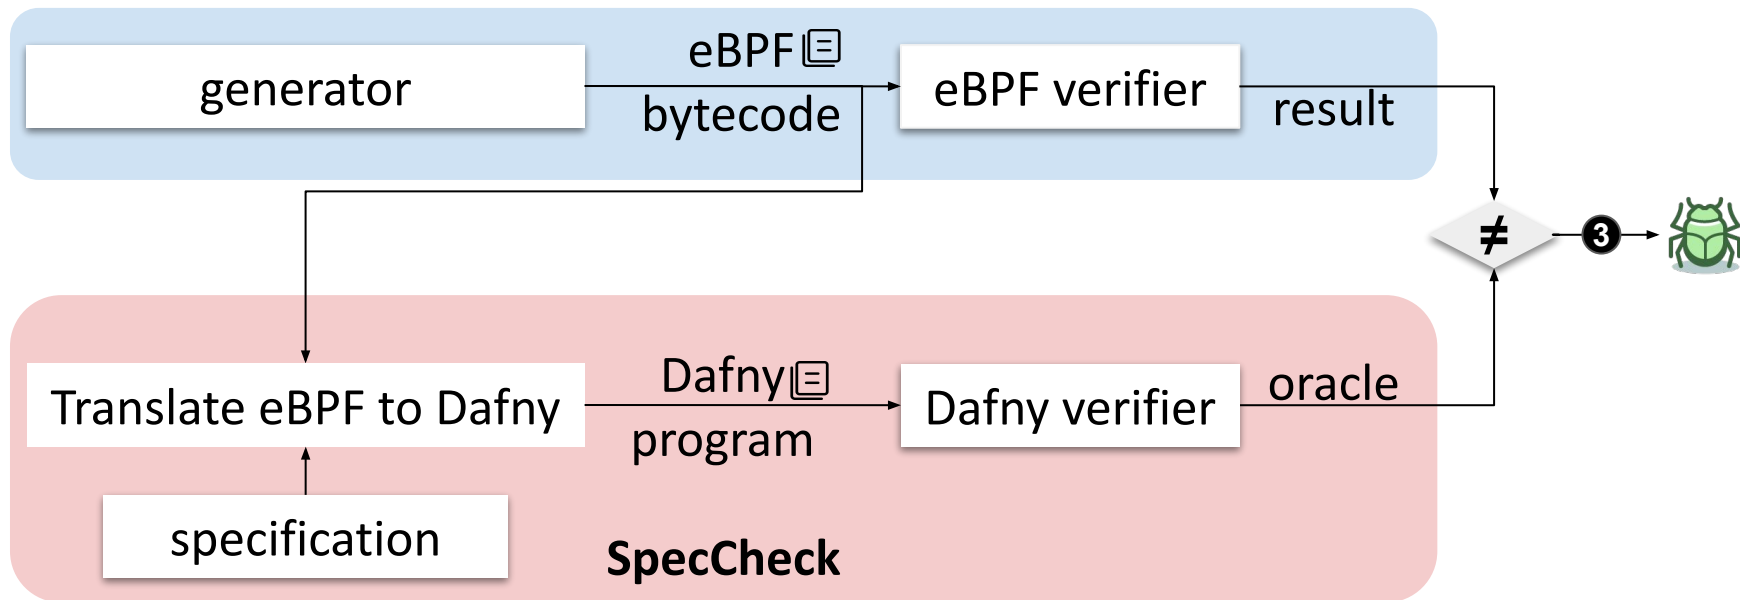 generator
eBPF
bytecode
eBPF verifier
result
≠
3
Translate eBPF to Dafny
Dafny
program
Dafny verifier
oracle
specification
SpecCheck